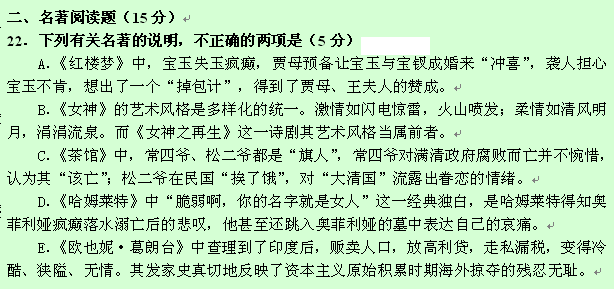 二、名著阅读题（15分）
22．下列有关名著的说明，不正确的两项是（5分）
A.《红楼梦》中，宝玉失玉疯癫，贾母预备让宝玉与宝钗成婚来“冲喜”，袭人担心
宝玉不肯，想出了一个“掉包计”，得到了贾母、王夫人的赞成。
B.《女神》的艺术风格是多样化的统一。激情如闪电惊雷，火山喷发；柔情如清风明
月，涓涓流泉。而《女神之再生》这一诗剧其艺术风格当属前者。
C.《茶馆》中，常四爷、松二爷都是“旗人”，常四爷对满清政府腐败而亡并不惋惜，
认为其“该亡”；松二爷在民国“挨了饿”，对“大清国”流露出眷恋的情绪。
D.《哈姆莱特》中“脆弱啊，你的名字就是女人”这一经典独白，是哈姆莱特得知奥
菲利娅疯癫落水溺亡后的悲叹，他甚至还跳入奥菲利娅的墓中表达自己的哀痛。
E.《欧也妮·葛朗台》中查理到了印度后，贩卖人口，放高利贷，走私漏税，变得冷
酷、狭隘、无情。其发家史真切地反映了资本主义原始积累时期海外掠夺的残忍无耻。